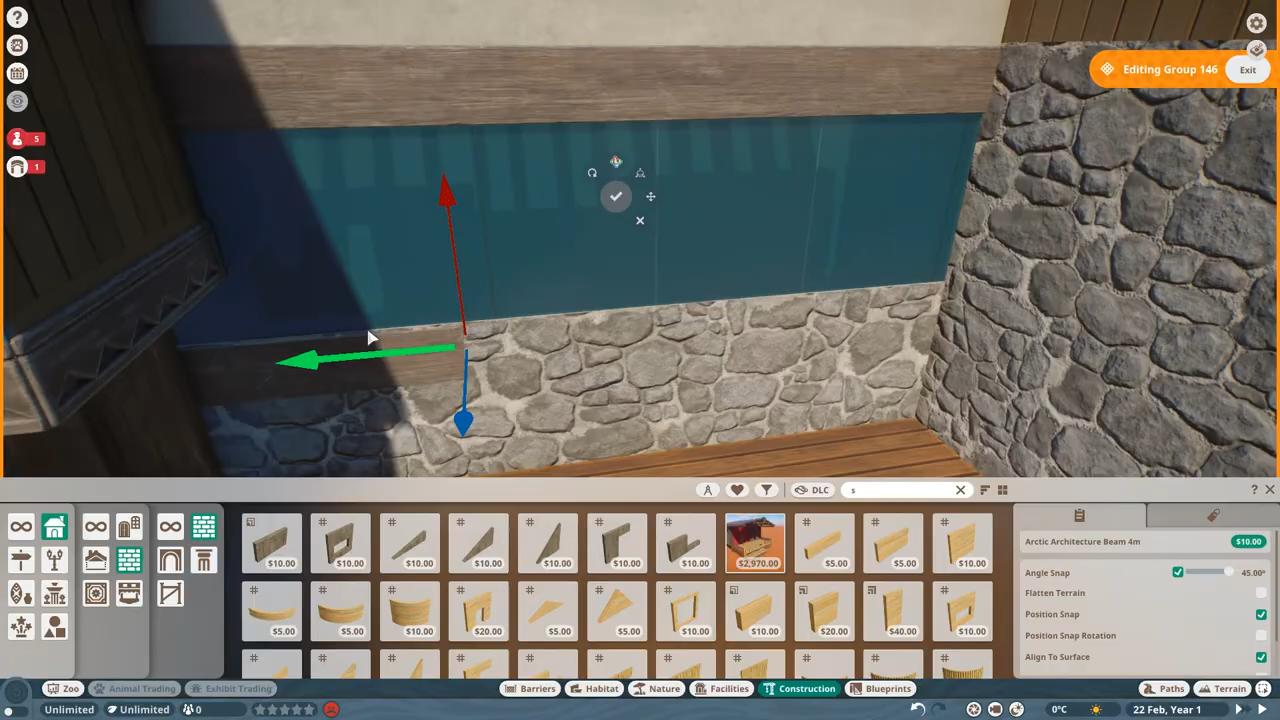 ?
Editing Group 146 Exit
5
1
DLC s ? 
$10.00 $10.00 $10.00 $10.00 $10.00 $10.00 $10.00 $2,970.00 $5.00 $5.00 $10.00
$5.00 $5.00 $10.00 $20.00 $5.00 $5.00 $10.00 $10.00 $20.00 $40.00 $10.00
Arctic Architecture Beam 4m $10.00
Angle Snap 45.00°
Flatten Terrain
Position Snap
Position Snap Rotation
Align To Surface
Zoo Animal Trading Exhibit Trading Barriers Habitat Nature Facilities Construction Blueprints Paths Terrain
Unlimited Unlimited 0 0°C 22 Feb, Year 1